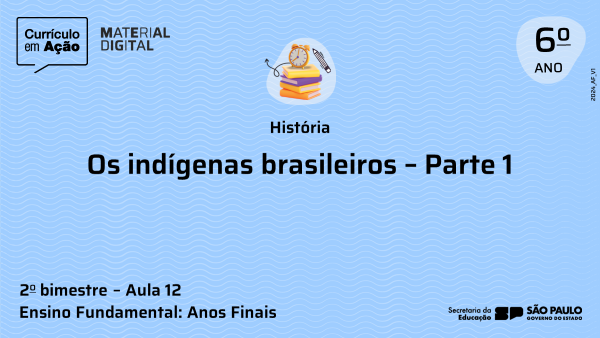 Currículo
em Ação
MATERIAL
DIGITAL
6º
ANO
2024_AF_V1
História
Os indígenas brasileiros – Parte 1
2º bimestre – Aula 12
Ensino Fundamental: Anos Finais
Secretaria da
Educação
SP
SÃO PAULO
GOVERNO DO ESTADO